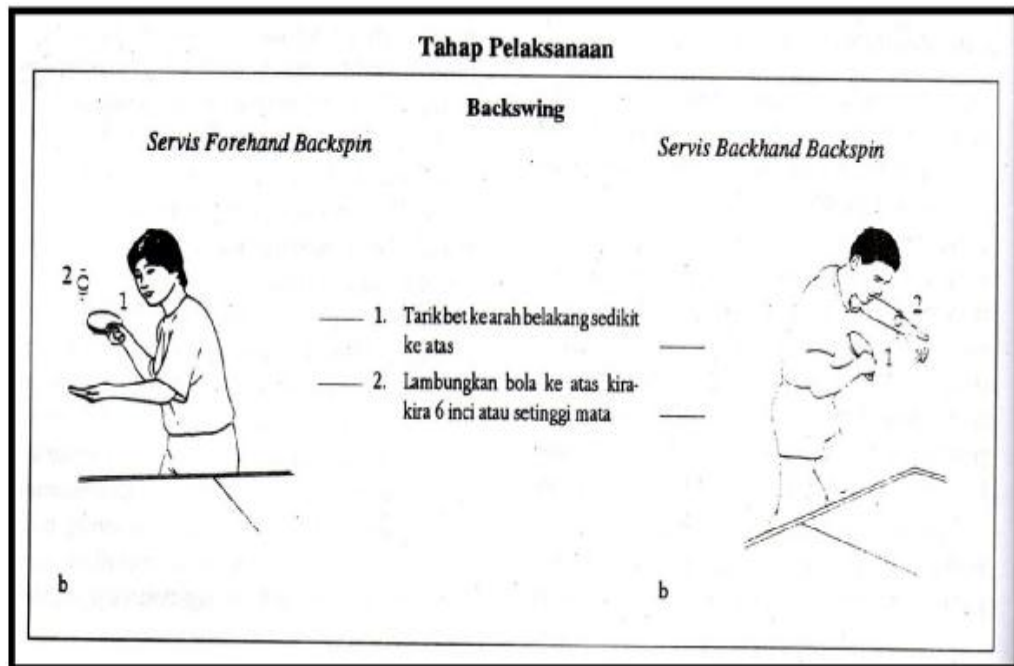 Tahap Pelaksanaan
Backswing
Servis Forehand Backspin
Servis Backhand Backspin
2
1
1. Tarik bet ke arah belakang sedikit
ke atas
2. Lambungkan bola ke atas kira-
kira 6 inci atau setinggi mata
2
1
b
b